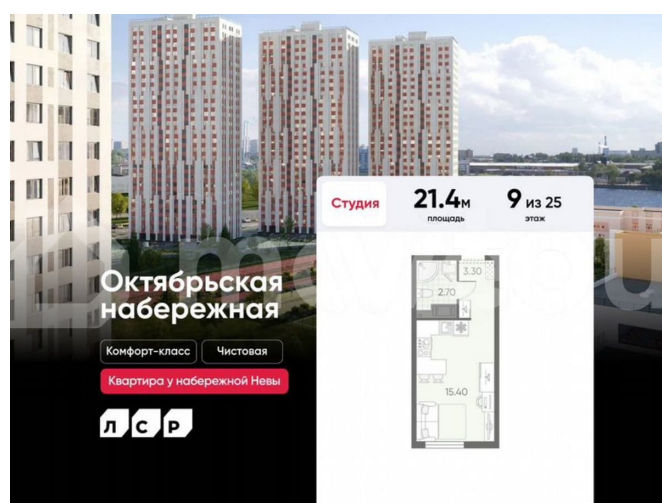 Студия
21.4м
площадь
9 из 25
этаж
3.30
2.70
15.40
Октябрьская
набережная
Комфорт-класс
Чистовая
Квартира у набережной Невы
ЛСР